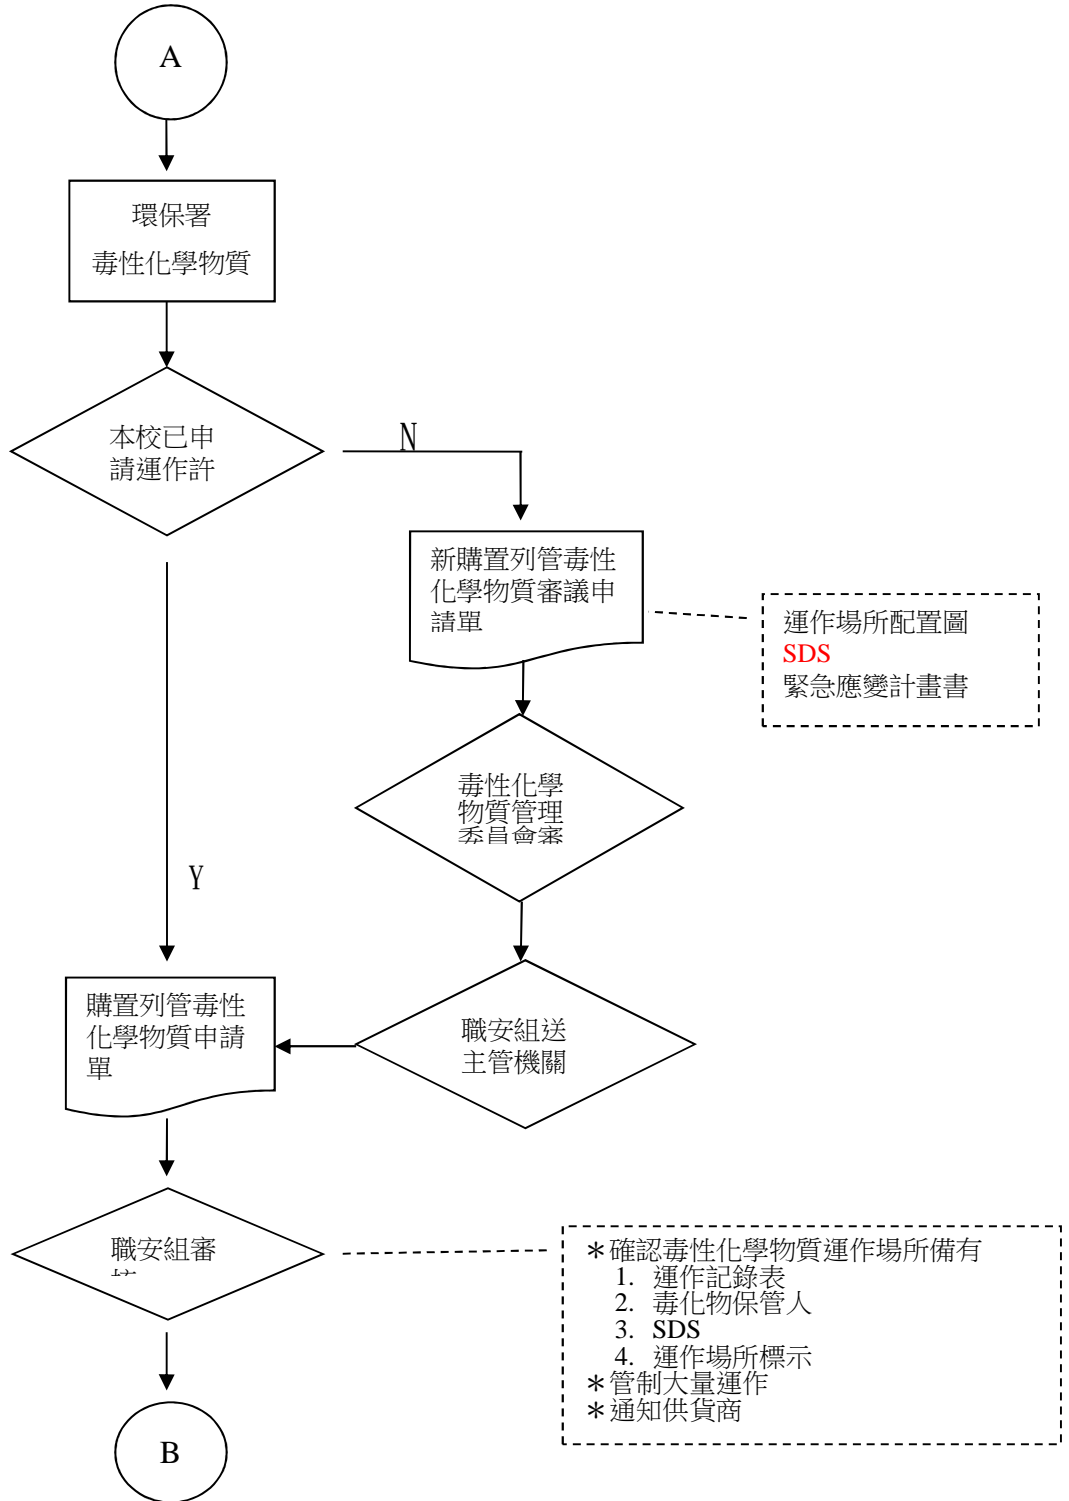 A
環保署
毒性化學物質
本校已申
請運作許
N
新購置列管毒性
化學物質審議申
請單
運作場所配置圖
SDS
緊急應變計畫書
毒性化學
物質管理
委員會審
Y
購置列管毒性
化學物質申請
單
職安組送
主管機關
職安組審
＊確認毒性化學物質運作場所備有
1. 運作記錄表
2. 毒化物保管人
3. SDS
4. 運作場所標示
＊管制大量運作
＊通知供貨商
B